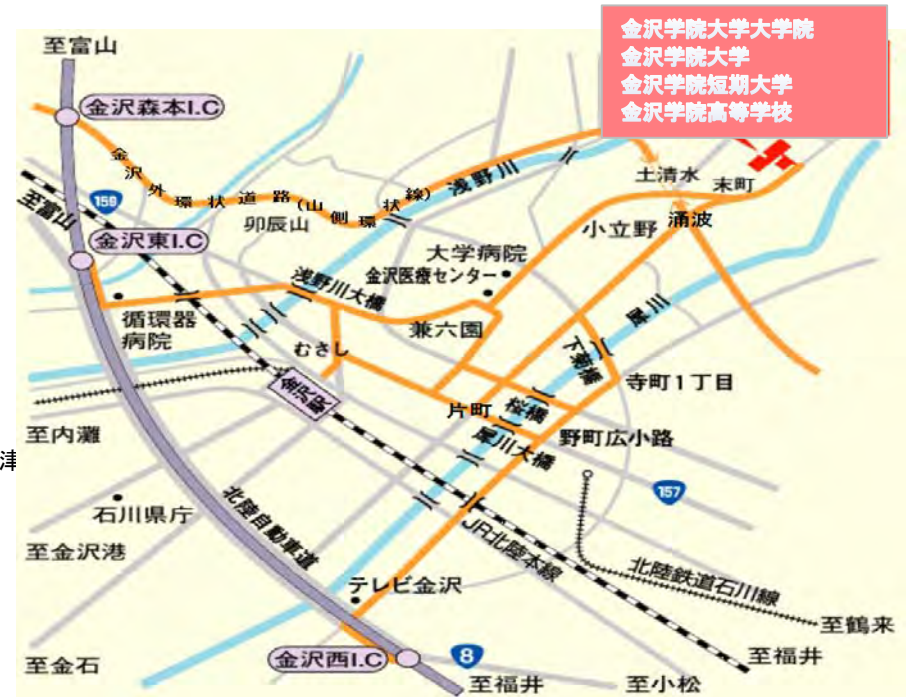 金沢学院大学大学院
金沢学院大学
金沢学院短期大学
金沢学院高等学校
至富山
金沢森本I.C
金沢外環状道路(山側環状線)
159
至富山
金沢東I.C
卯辰山
浅野川
土清水
末町
涌波
小立野
大学病院
金沢医療センター
浅野川大橋
循環器
病院
むさし
兼六園
犀川
下菊橋
寺町1丁目
金沢駅
片町
桜橋
野町広小路
犀川大橋
至内灘
津
157
石川県庁
北陸自動車道
JR北陸本線
至金沢港
北陸鉄道石川線
テレビ金沢
至鶴来
至金石
金沢西I.C
8
至福井
至福井
至小松